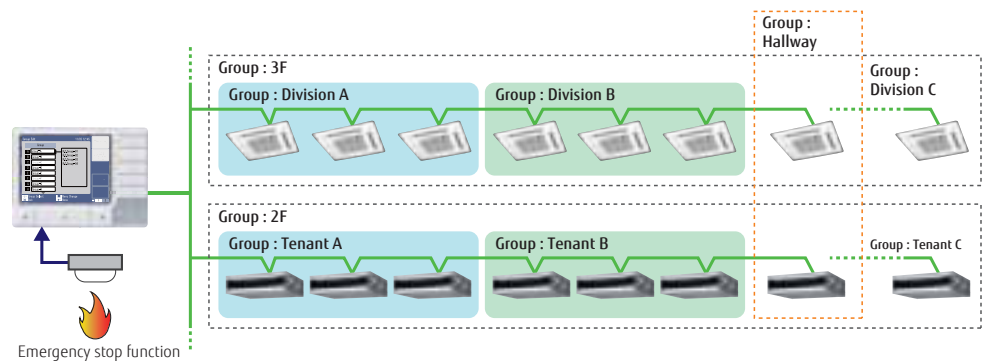 Group :
Hallway
Group : 3F
Group :
Division C
Group : Division A
Group : Division B
Group : 2F
Group : Tenant A
Group : Tenant B
Group : Tenant C
Emergency stop function